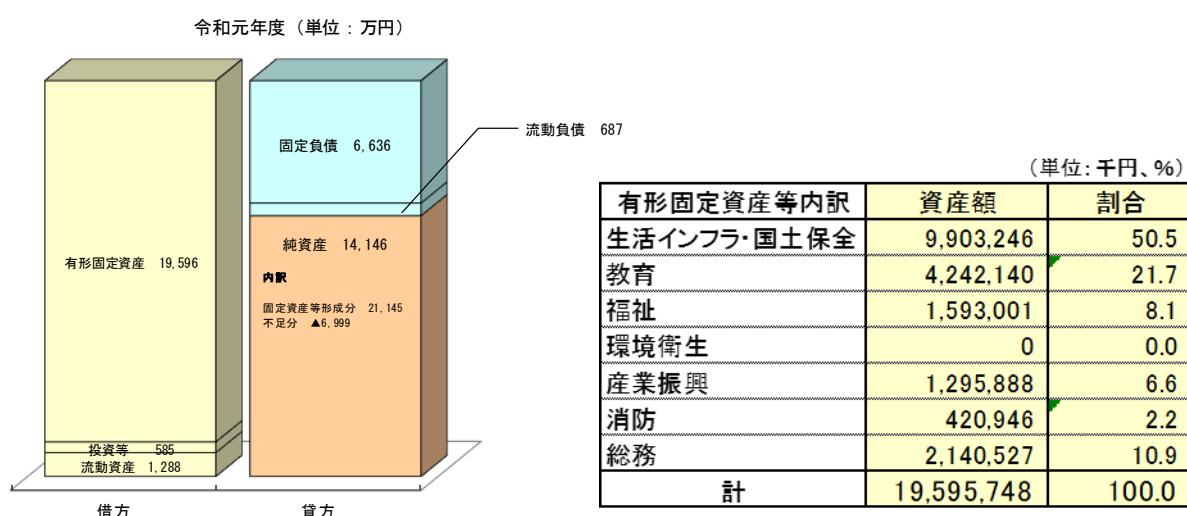 令和元年度（単位：万円）
固定負債 6,636
流動負債 687
純資産 14,146
内訳
固定資産等形成分 21,145
不足分 ▲6,999
有形固定資産 19,596
投資等 585
流動資産 1,288
借方 貸方
（単位：千円、%）
有形固定資産等内訳 資産額 割合
生活インフラ・国土保全 9,903,246 50.5
教育 4,242,140 21.7
福祉 1,593,001 8.1
環境衛生 0 0.0
産業振興 1,295,888 6.6
消防 420,946 2.2
総務 2,140,527 10.9
計 19,595,748 100.0